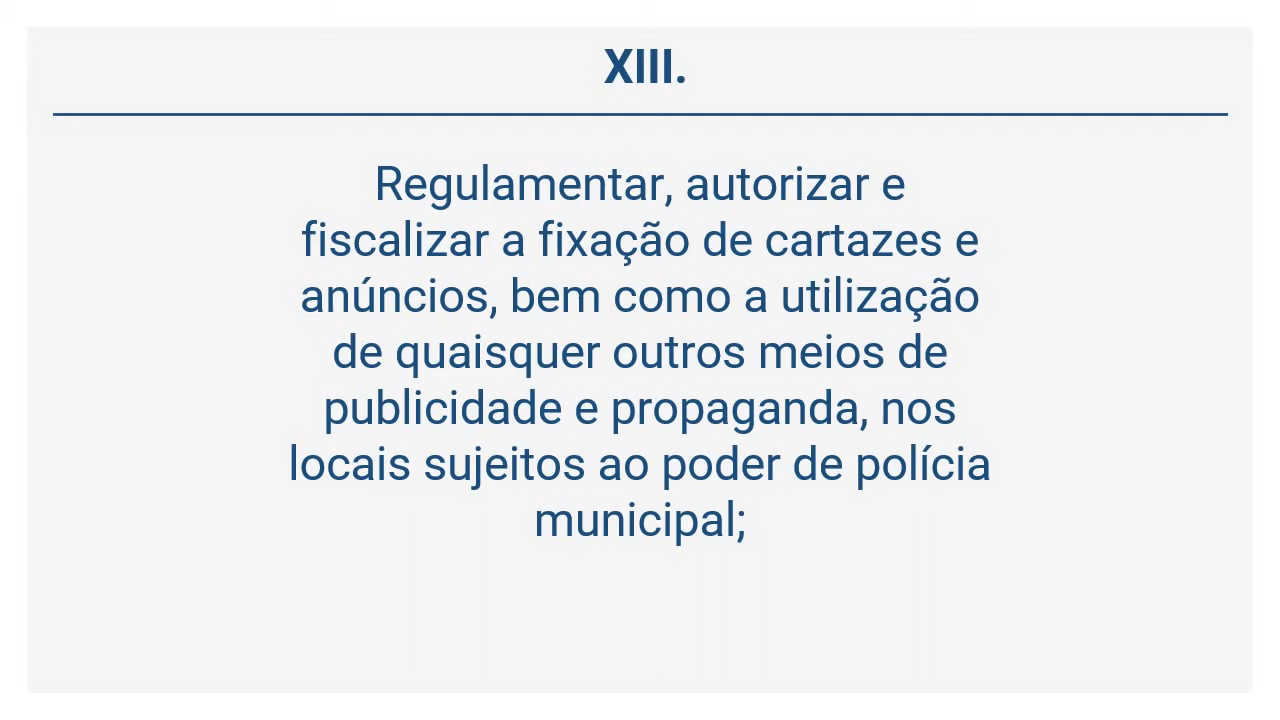 XIII.
Regulamentar, autorizar e
fiscalizar a fixação de cartazes e
anúncios, bem como a utilização
de quaisquer outros meios de
publicidade e propaganda, nos
locais sujeitos ao poder de polícia
municipal;